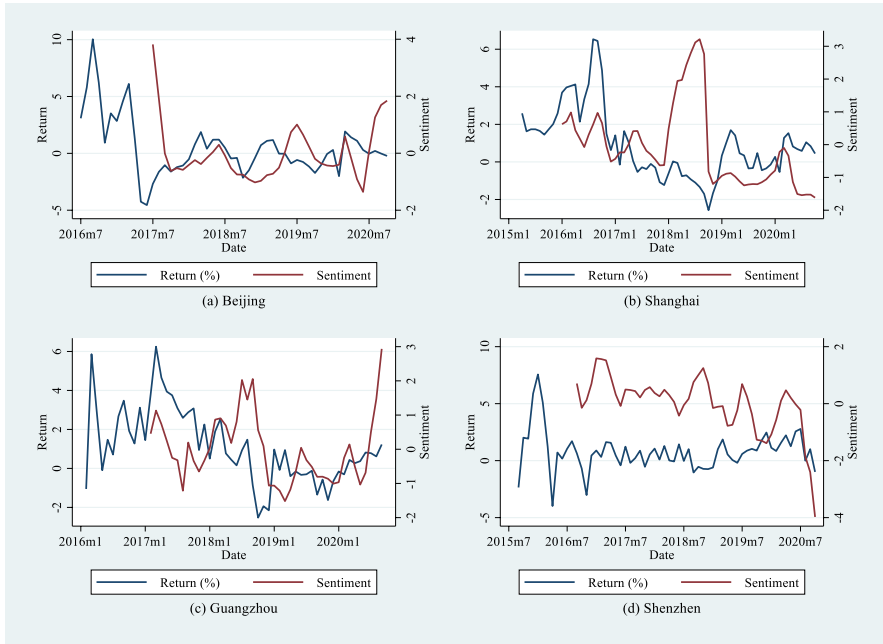 10
5
0
-5
Return
4
2
0
-2
Sentiment
2016m7 2017m7 2018m7 2019m7 2020m7
Date
Return (%) Sentiment
(a) Beijing
6
4
2
0
-2
Return
3
2
1
0
-1
-2
Sentiment
2015m1 2016m1 2017m1 2018m1 2019m1 2020m1
Date
Return (%) Sentiment
(b) Shanghai
6
4
2
0
-2
Return
3
2
1
0
-1
-2
Sentiment
2016m1 2017m1 2018m1 2019m1 2020m1
Date
Return (%) Sentiment
(c) Guangzhou
10
5
0
-5
Return
2
0
-2
-4
Sentiment
2015m7 2016m7 2017m7 2018m7 2019m7 2020m7
Date
Return (%) Sentiment
(d) Shenzhen